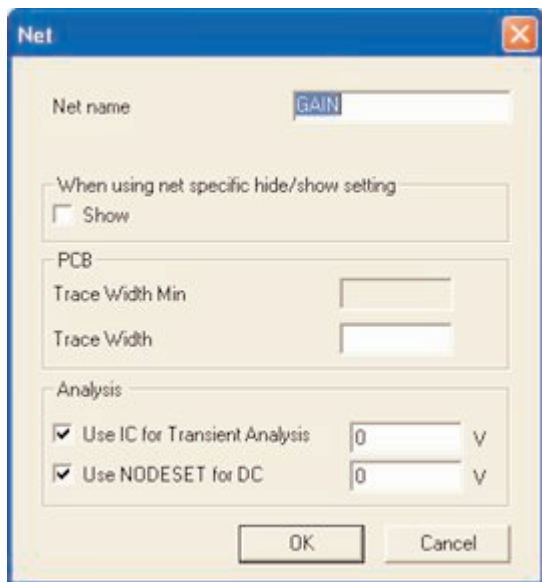 Net
Net name GAIN
When using net specific hide/show setting
Show
PCB
Trace Width Min
Trace Width
Analysis
Use IC for Transient Analysis 0 V
Use NODESET for DC 0 V
OK Cancel